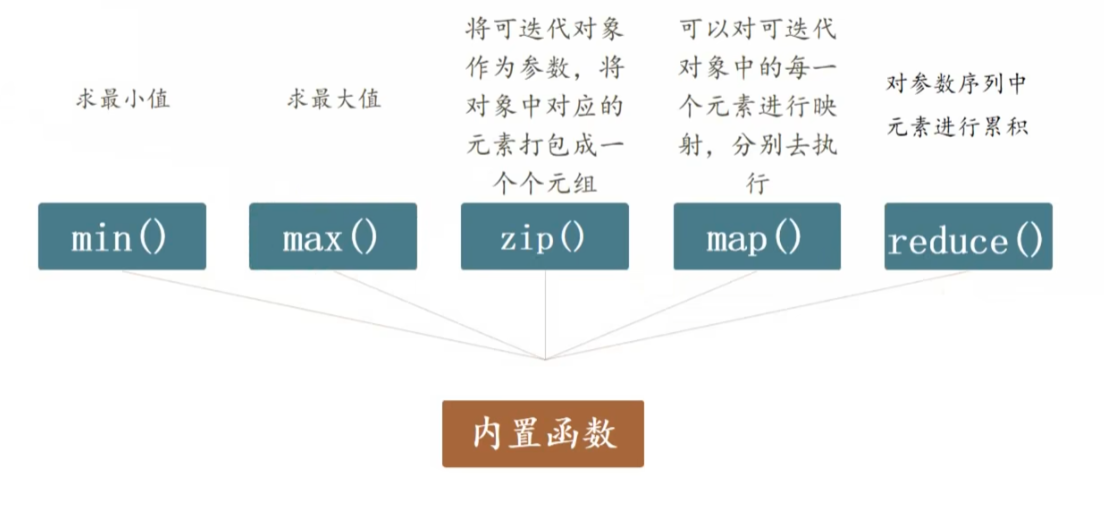 求最小值
求最大值
将可迭代对象
作为参数，将
对象中对应的
元素打包成一
个个元组
可以对可迭代
对象中的每一
个元素进行映
射，分别去执
行
对参数序列中
元素进行累积
min()
max()
zip()
map()
reduce()
内置函数